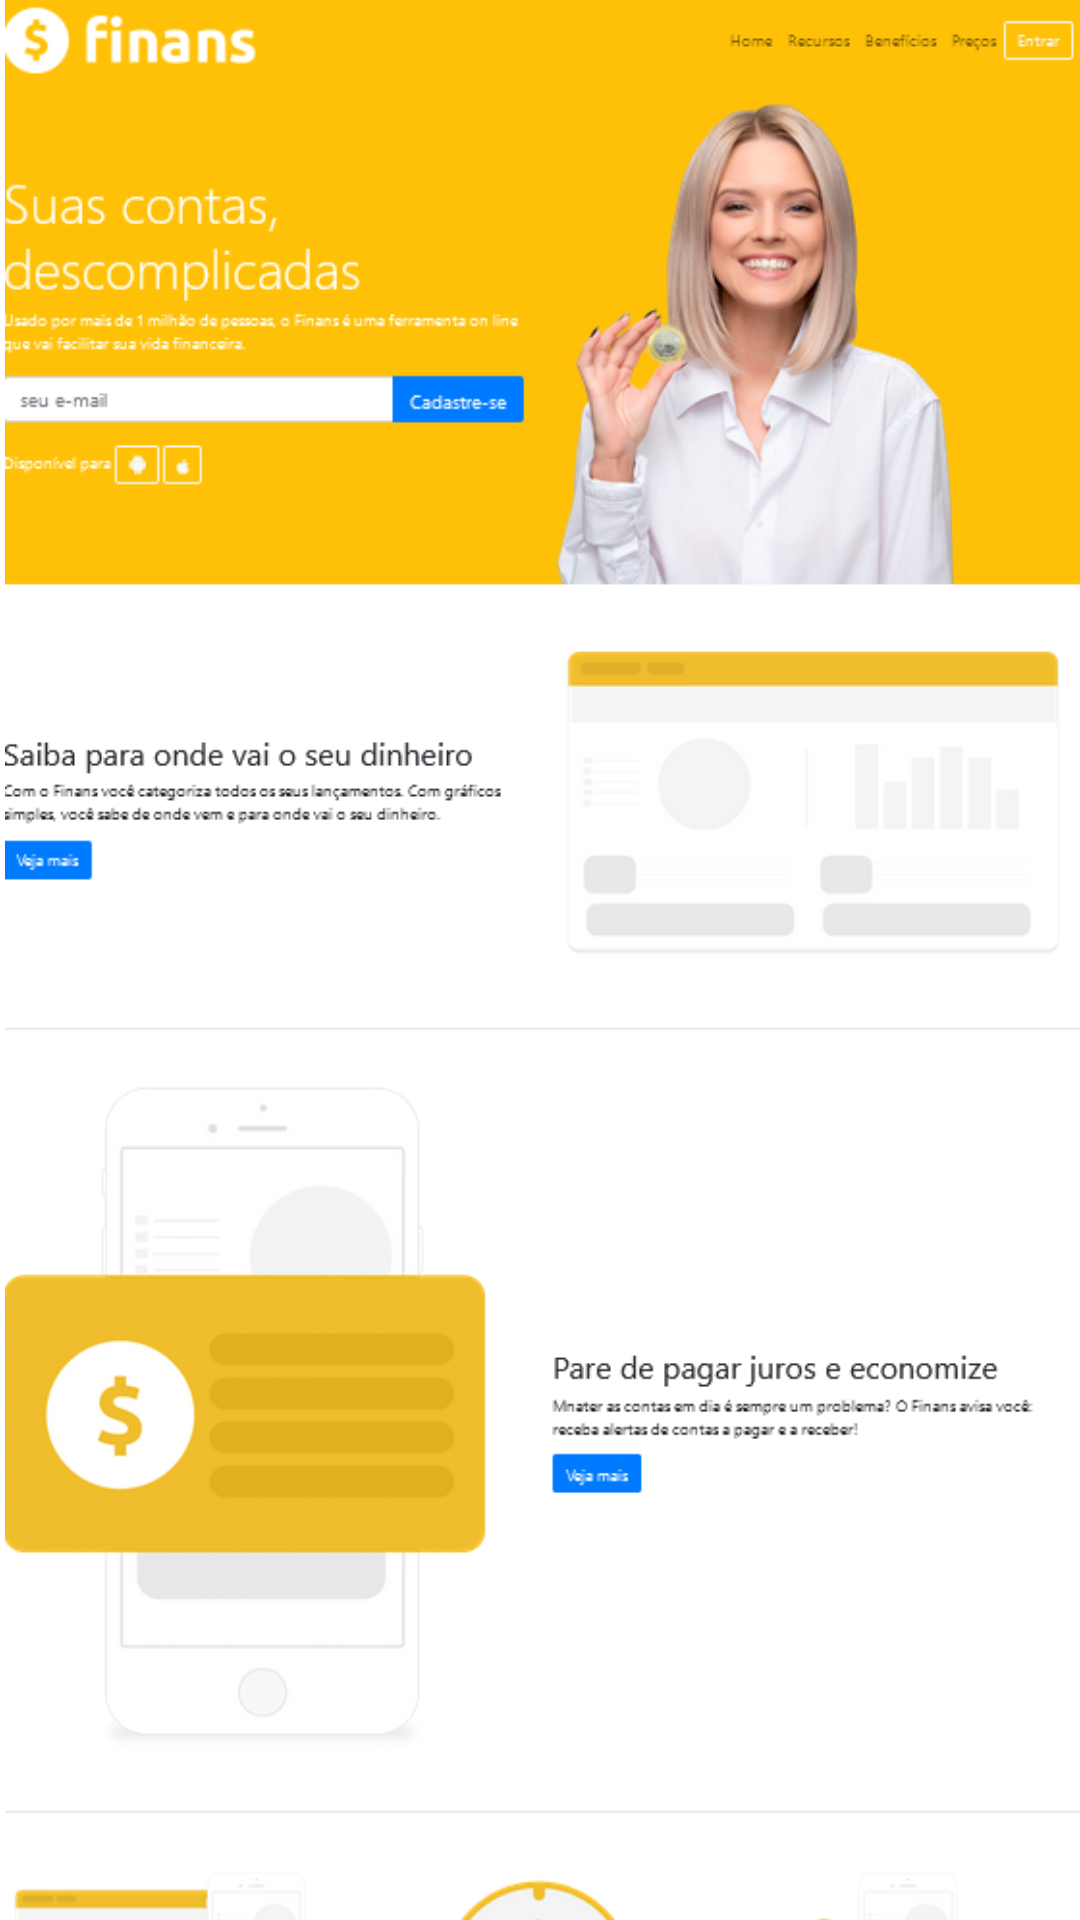 $ finans
Home Recursos Benefícios Preços Entrar
Suas contas,
descomplicadas
Usado por mais de 1 milhão de pessoas, o Finans é uma ferramenta on line
que vai facilitar sua vida financeira.
seu e-mail Cadastre-se
Disponível para
Saiba para onde vai o seu dinheiro
Com o Finans você categoriza todos os seus lançamentos. Com gráficos
simples, você sabe de onde vem e para onde vai o seu dinheiro.
Veja mais
$
Pare de pagar juros e economize
Mnater as contas em dia é sempre um problema? O Finans avisa você:
receba alertas de contas a pagar e a receber!
Veja mais